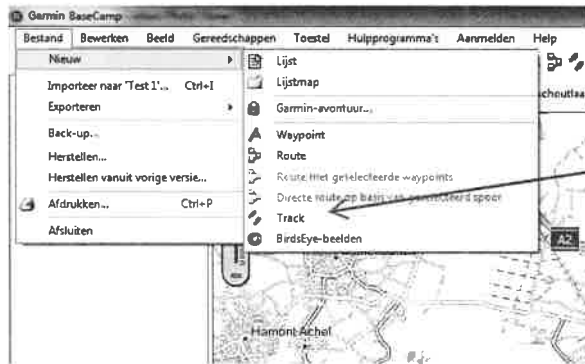 Garmin BaseCamp
Bestand Bewerken Beeld Gereedschappen Toestel Hulpprogramma's Aanmelden Help
Nieuw
Importeer naar 'Test 1'... Ctrl+I
Exporteren
Back-up...
Herstellen...
Herstellen vanuit vorige versie...
Afdrukken... Ctrl+P
Afsluiten
Lijst
Lijstmap
Garmin-avontuur...
Waypoint
Route
Route met geselecteerde waypoints
Directe route op basis van geselecteerd spoor
Track
BirdsEye-beelden
choutlaa
A2
Hamont-Achel